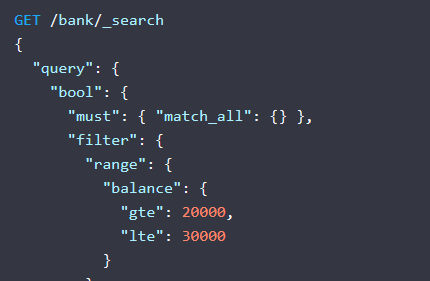 GET /bank/_search
{
"query": {
"bool": {
"must": { "match_all": {} },
"filter": {
"range": {
"balance": {
"gte": 20000,
"lte": 30000
}
}